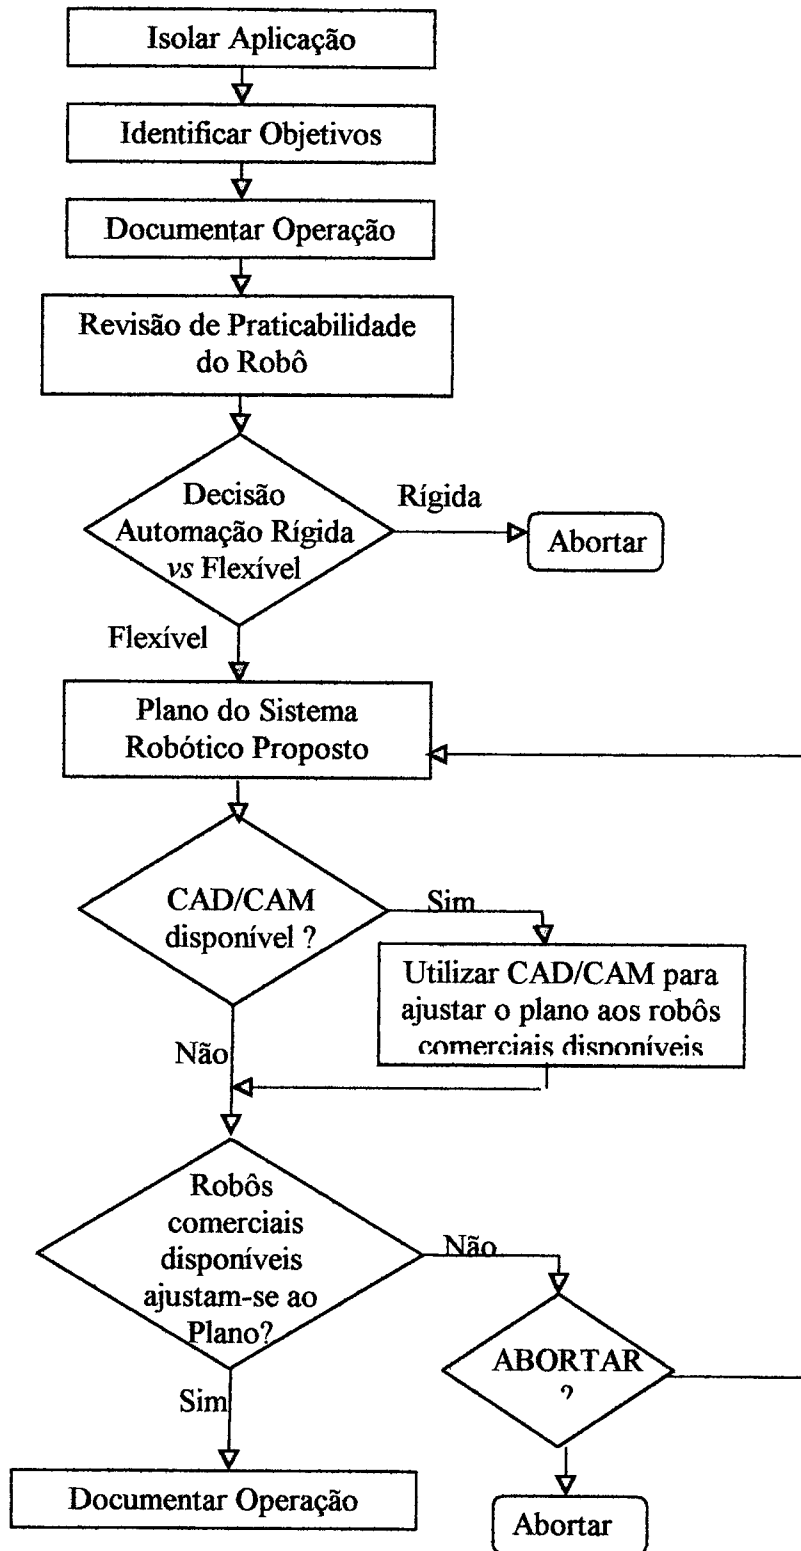 Isolar Aplicação
Identificar Objetivos
Documentar Operação
Revisão de Praticabilidade
do Robô
Decisão
Automação Rígida
vs Flexível
Rígida
Abortar
Flexível
Plano do Sistema
Robótico Proposto
CAD/CAM
disponível ?
Sim
Utilizar CAD/CAM para
ajustar o plano aos robôs
comerciais disponíveis
Não
Robôs
comerciais
disponíveis
ajustam-se ao
Plano?
Não
ABORTAR
?
Sim
Documentar Operação
Abortar